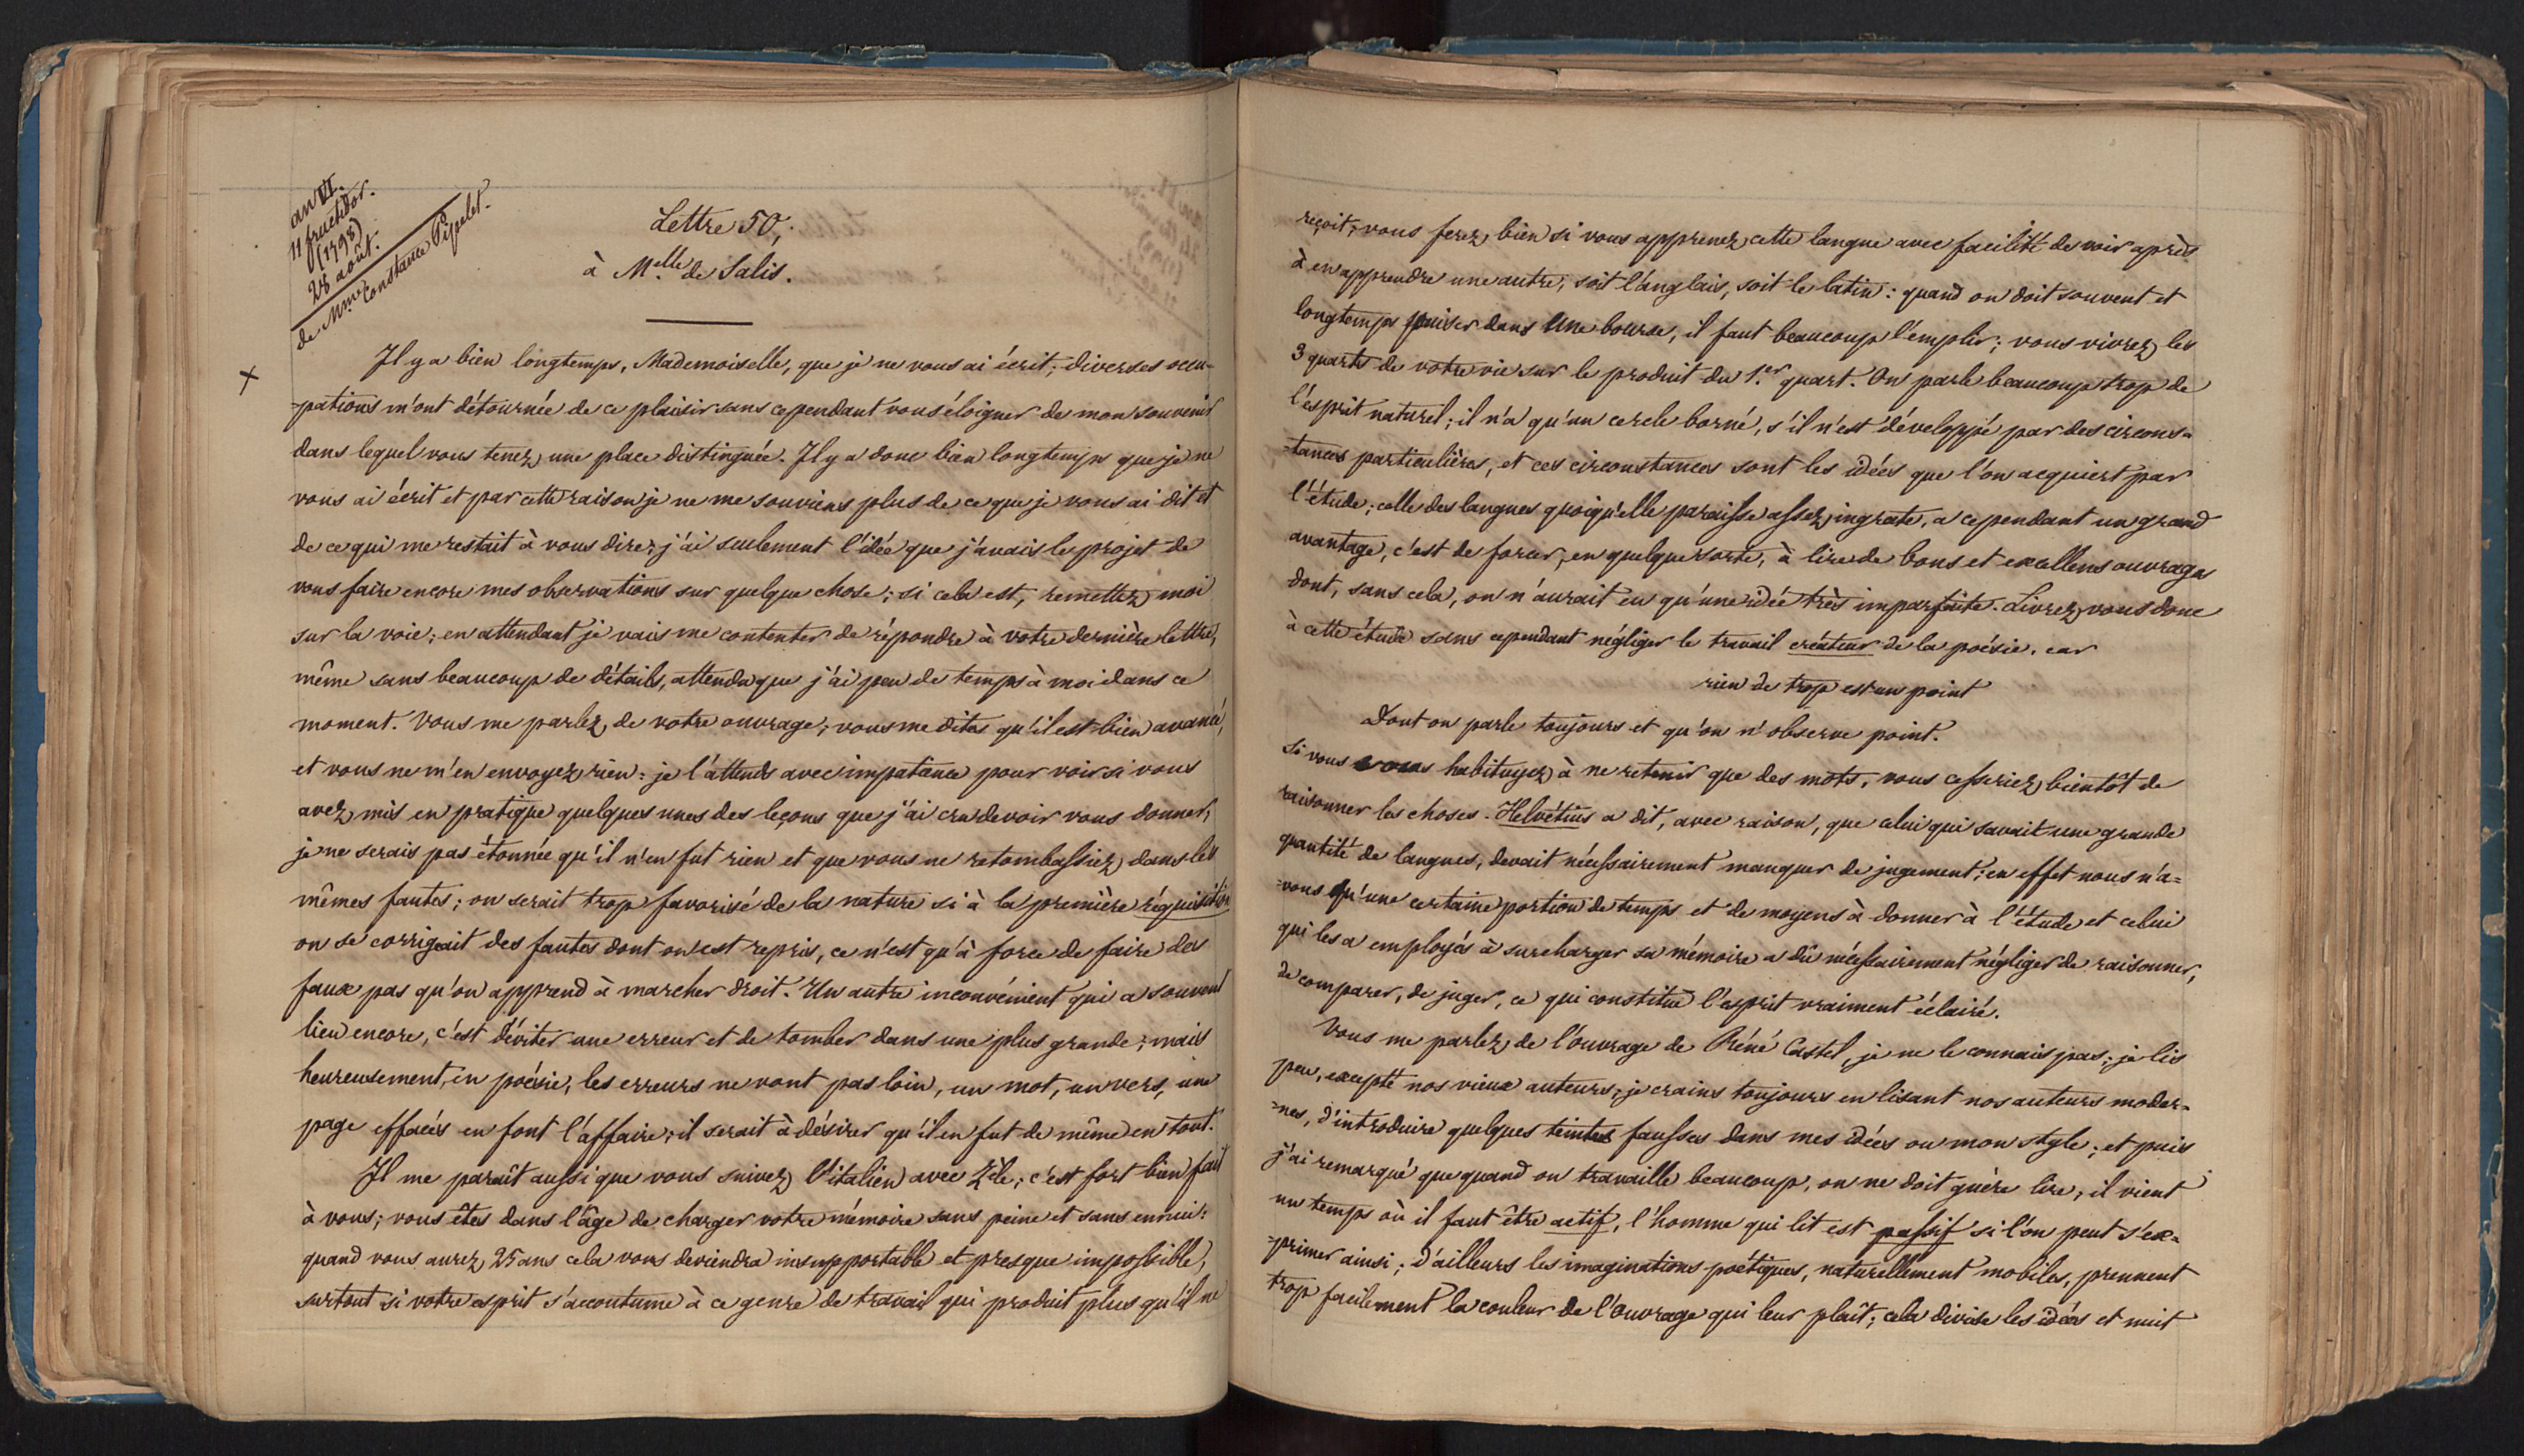 an VI.
11 fructidor.
(1798)
28 août.
de Mme Constance Pipelet.
Lettre 50,
à Melle de Salis.
Il y a bien longtemps, Mademoiselle, que je ne vous ai écrit; diverses occu-
-pations m'ont détournée de ce plaisir sans cependant vous éloigner de mon souvenir
dans lequel vous tenez une place distinguée. Il y a donc bien longtemps que je ne
vous ai écrit et par cette raison je ne me souviens plus de ce que je vous ai dit et
de ce qui me restait à vous dire; j'ai seulement l'idée que j'avais le projet de
vous faire encore mes observations sur quelque chose; si cela est, remettez moi
sur la voie; en attendant je vais me contenter de répondre à votre dernière lettre,
même sans beaucoup de détails, attendu que j'ai peu de temps à moi dans ce
moment. Vous me parlez de votre ouvrage; vous me dites qu'il est bien avancé,
et vous ne m'en envoyez rien: je l'attends avec impatience pour voir si vous
avez mis en pratique quelques unes des leçons que j'ai cru devoir vous donner;
je ne serais pas étonnée qu'il n'en fut rien et que vous ne retombassiez dans les
mêmes fautes; on serait trop favorisé de la nature si à la première réquisition
on se corrigeait des fautes dont on est repris, ce n'est qu'à force de faire des
faux pas qu'on apprend à marcher droit. Un autre inconvénient qui a souvent
lieu encore, c'est d'éviter une erreur et de tomber dans une plus grande; mais
heureusement, en poésie, les erreurs ne vont pas loin, un mot, un vers, une
page effacés en font l'affaire; il serait à désirer qu'il en fut de même en tout.
Il me paraît aussi que vous suivez l'italien avec zèle; c'est fort bien fait
à vous; vous êtes dans l'âge de charger votre mémoire sans peine et sans ennui:
quand vous aurez 25 ans cela vous deviendra insupportable et presque impossible,
surtout si votre esprit s'accoutume à ce genre de travail qui produit plus qu'il ne
reçoit; vous ferez bien si vous apprenez cette langue avec facilité de voir après
à en apprendre une autre, soit l'anglais, soit le latin: quand on doit souvent et
longtemps puiser dans une bourse, il faut beaucoup l'emplir; vous vivrez les
3 quarts de votre vie sur le produit du 1.er quart. On parle beaucoup trop de
l'esprit naturel; il n'a qu'un cercle borné, s'il n'est développé par des circons-
-tances particulières, et ces circonstances sont les idées que l'on acquiert par
l'étude; celle des langues quoiqu'elle paraisse assez ingrate, a cependant un grand
avantage, c'est de forcer, en quelque sorte, à lire de bons et excellens ouvrages
dont, sans cela, on n'aurait eu qu'une idée très imparfaite. Livrez vous donc
à cette étude sans cependant négliger le travail créateur de la poésie, car
rien de trop est un point
Dont on parle toujours et qu'on n'observe point.
Si vous vous habituyez à ne retenir que des mots, vous cesseriez bientôt de
raisonner les choses. Helvétius a dit, avec raison, que celui qui savait une grande
quantité de langues, devait nécessairement manquer de jugement; en effet nous n'a-
-vons qu'une certaine portion de temps et de moyens à donner à l'étude et celui
qui les a employés à surcharger sa mémoire a dû nécessairement négliger de raisonner,
de comparer, de juger, ce qui constitue l'esprit vraiment éclairé.
Vous me parlez de l'ouvrage de Réné Castel, je ne le connais pas; je lis
peu, excepté nos vieux auteurs; je crains toujours en lisant nos auteurs moder-
-nes, d'introduire quelques teintes fausses dans mes idées ou mon style; et puis
j'ai remarqué que quand on travaille beaucoup, on ne doit guère lire; il vient
un temps où il faut être actif, l'homme qui lit est passif si l'on peut s'ex-
-primer ainsi; d'ailleurs les imaginations poétiques, naturellement mobiles, prennent
trop facilement la couleur de l'ouvrage qui leur plaît; cela divise les idées et nuit